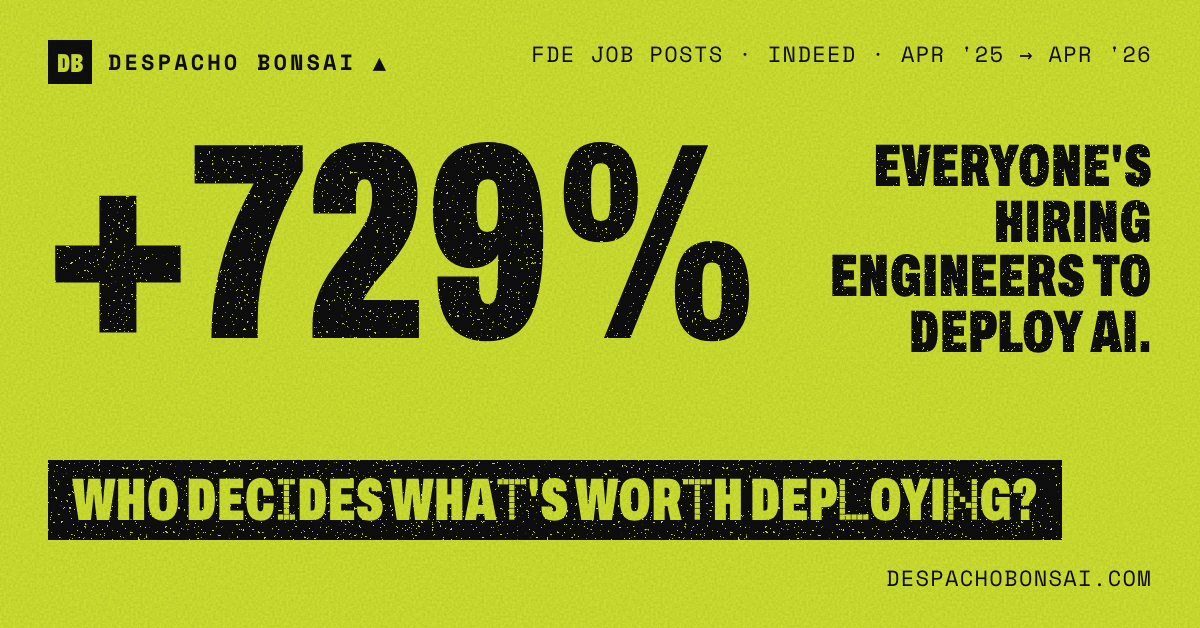 DB DESPACHO BONSAI ▲
FDE JOB POSTS · INDEED · APR '25 → APR '26
+729%
EVERYONE'S
HIRING
ENGINEERS TO
DEPLOY AI.
WHO DECIDES WHAT'S WORTH DEPLOYING?
DESPACHOBONSAI.COM